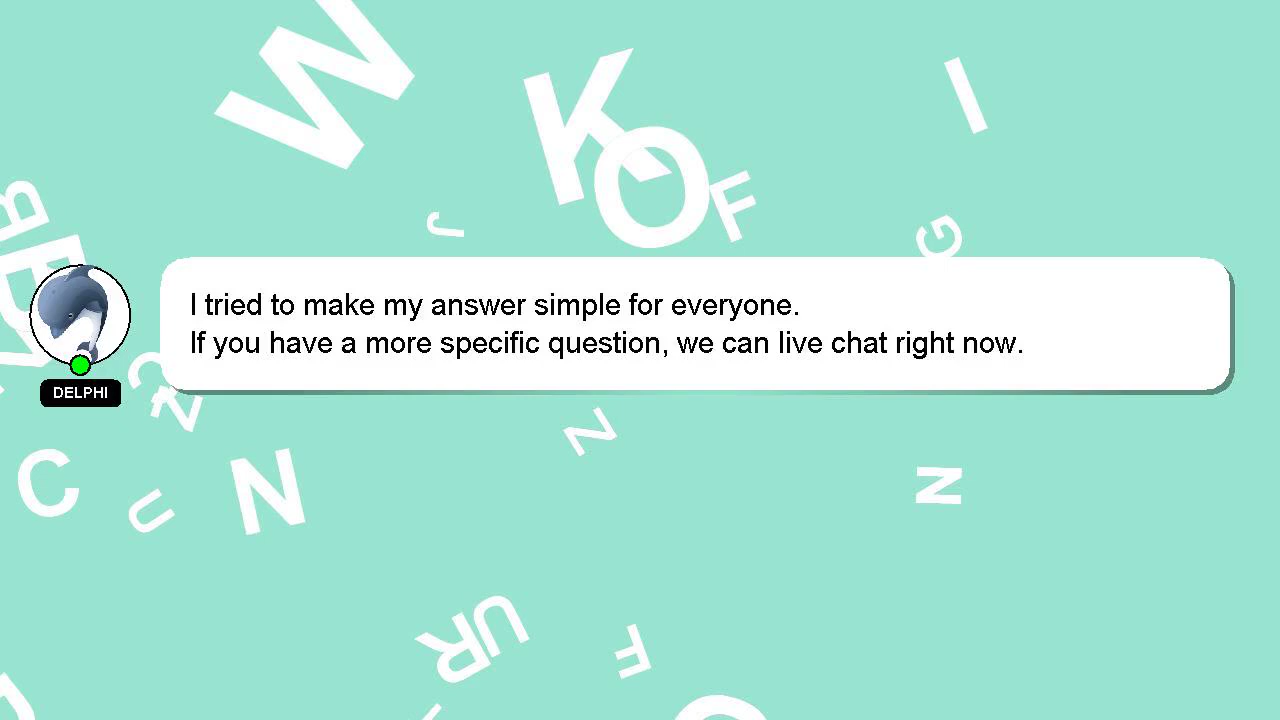 W
K
I
O
F
J
G
B
I tried to make my answer simple for everyone.
If you have a more specific question, we can live chat right now.
DELPHI
Z
N
C
N
U
Z
U
R
F